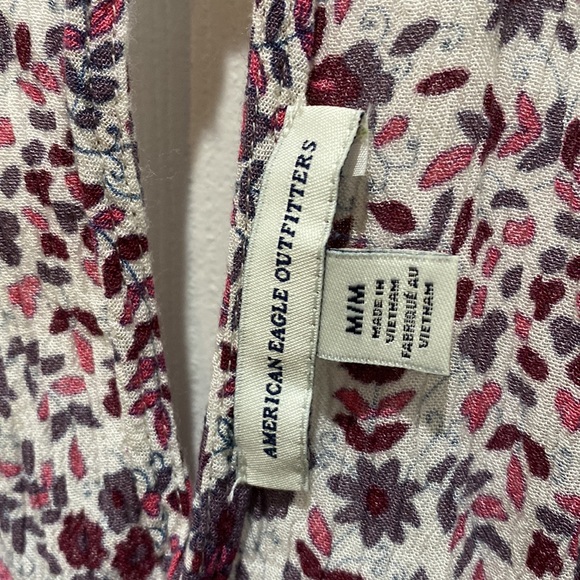 AMERICAN EAGLE OUTFITTERS
M/M
MADE IN
VIETNAM
FABRIQUÉ AU
VIETNAM